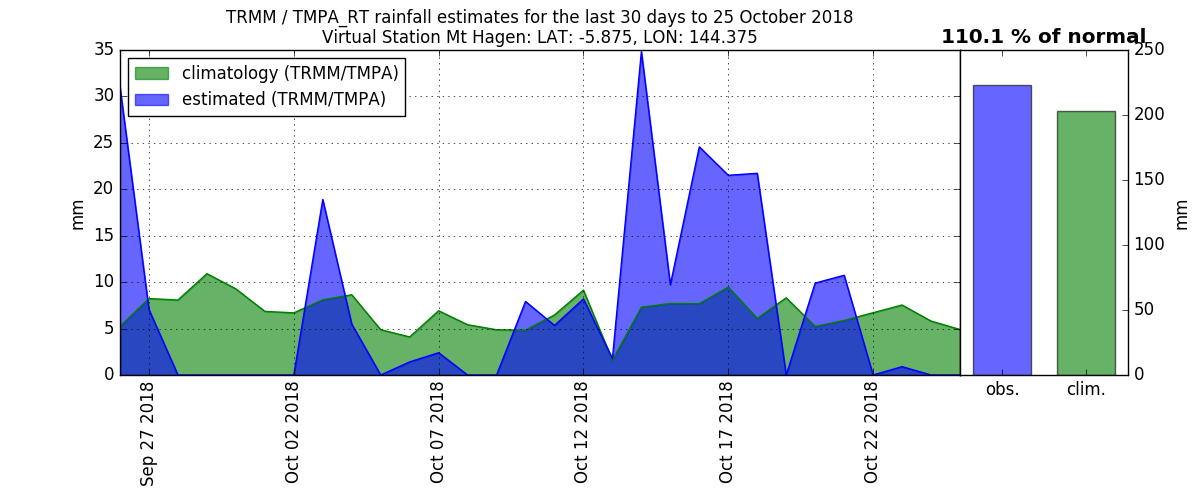 TRMM / TMPA_RT rainfall estimates for the last 30 days to 25 October 2018
Virtual Station Mt Hagen: LAT: -5.875, LON: 144.375
110.1 % of normal
climatology (TRMM/TMPA)
estimated (TRMM/TMPA)
35
30
25
20
15
10
5
0
mm
Sep 27 2018
Oct 02 2018
Oct 07 2018
Oct 12 2018
Oct 17 2018
Oct 22 2018
250
200
150
100
50
0
mm
obs.
clim.